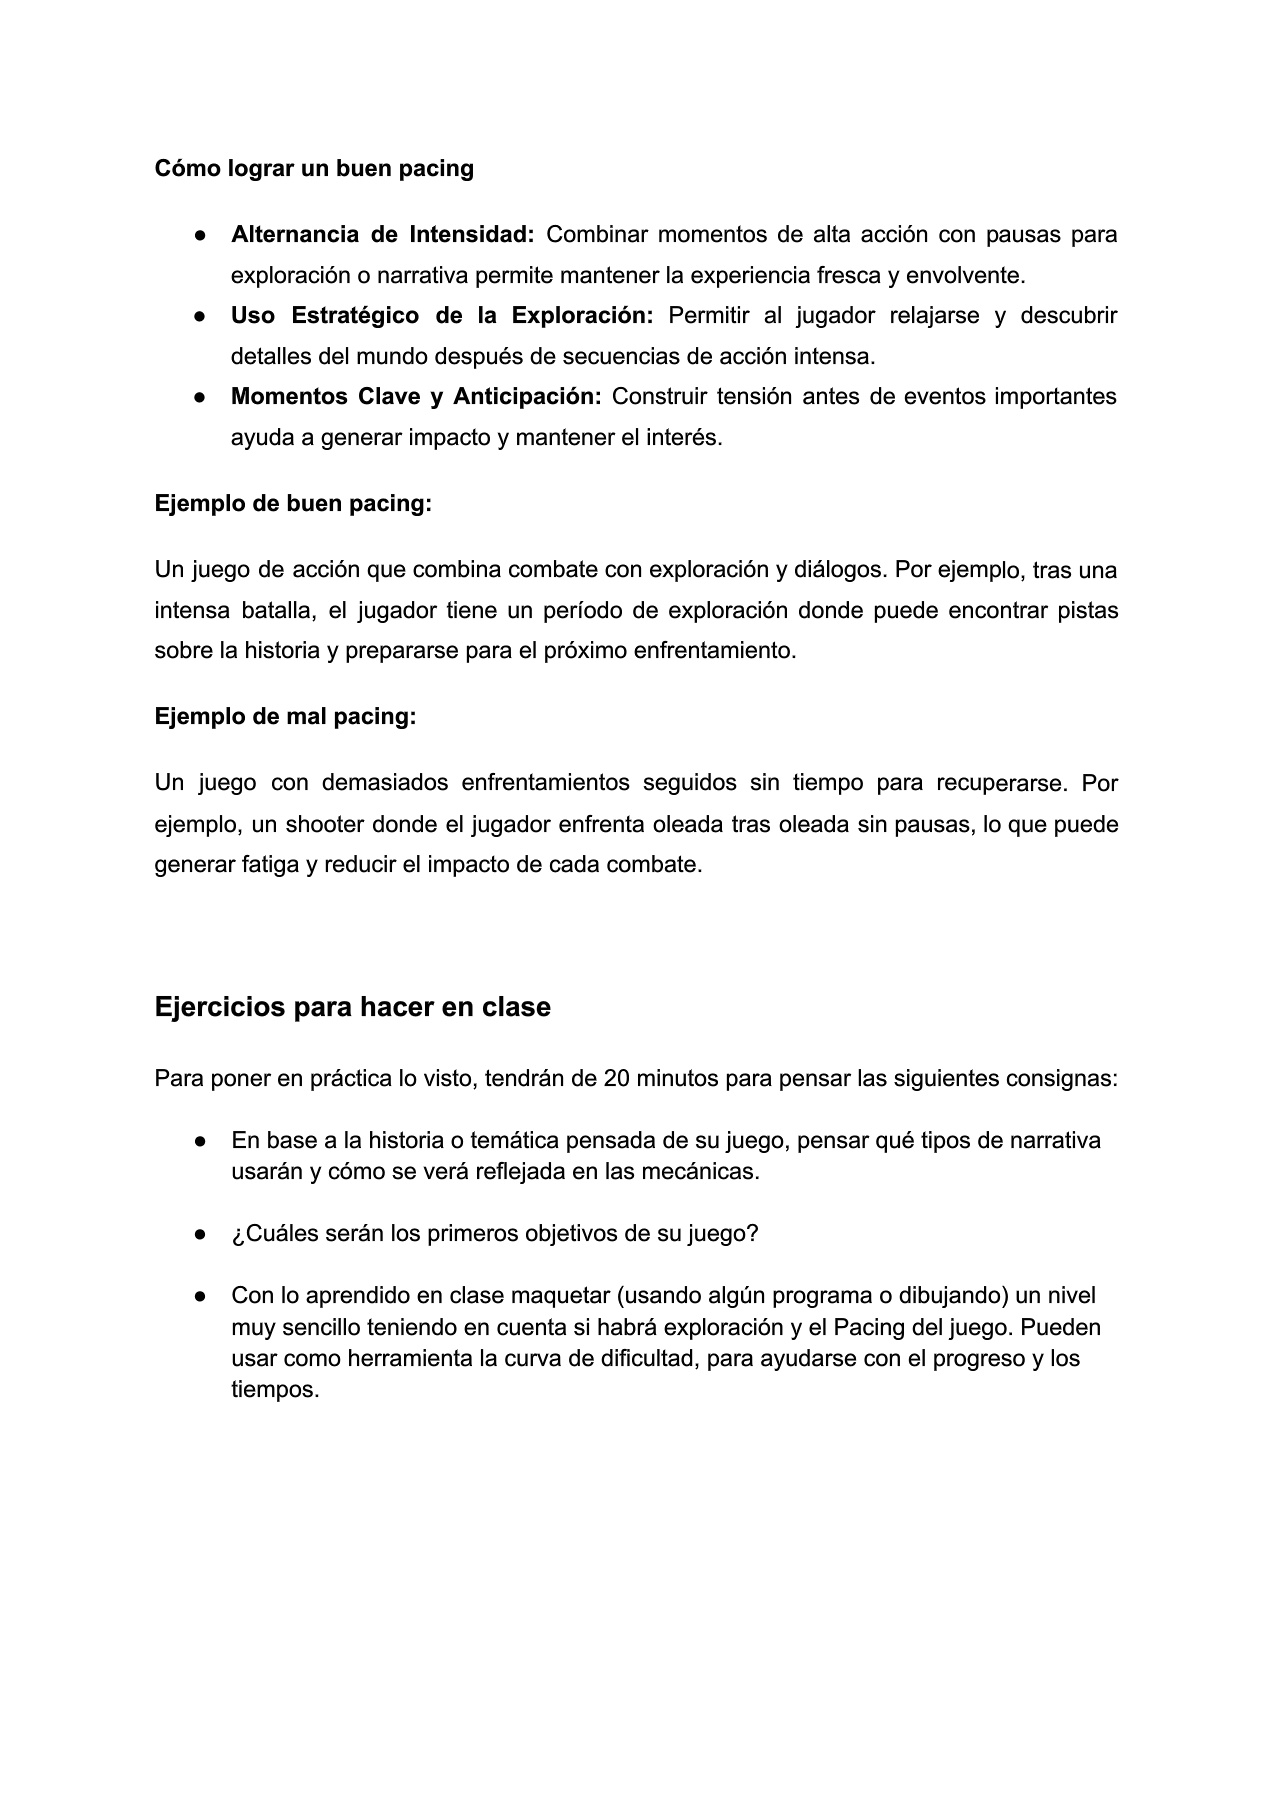 Cómo lograr un buen pacing
● Alternancia de Intensidad: Combinar momentos de alta acción con pausas para
exploración o narrativa permite mantener la experiencia fresca y envolvente.
● Uso Estratégico de la Exploración: Permitir al jugador relajarse y descubrir
detalles del mundo después de secuencias de acción intensa.
● Momentos Clave y Anticipación: Construir tensión antes de eventos importantes
ayuda a generar impacto y mantener el interés.
Ejemplo de buen pacing:
Un juego de acción que combina combate con exploración y diálogos. Por ejemplo, tras una
intensa batalla, el jugador tiene un período de exploración donde puede encontrar pistas
sobre la historia y prepararse para el próximo enfrentamiento.
Ejemplo de mal pacing:
Un juego con demasiados enfrentamientos seguidos sin tiempo para recuperarse. Por
ejemplo, un shooter donde el jugador enfrenta oleada tras oleada sin pausas, lo que puede
generar fatiga y reducir el impacto de cada combate.
Ejercicios para hacer en clase
Para poner en práctica lo visto, tendrán de 20 minutos para pensar las siguientes consignas:
● En base a la historia o temática pensada de su juego, pensar qué tipos de narrativa
usarán y cómo se verá reflejada en las mecánicas.
● ¿Cuáles serán los primeros objetivos de su juego?
● Con lo aprendido en clase maquetar (usando algún programa o dibujando) un nivel
muy sencillo teniendo en cuenta si habrá exploración y el Pacing del juego. Pueden
usar como herramienta la curva de dificultad, para ayudarse con el progreso y los
tiempos.